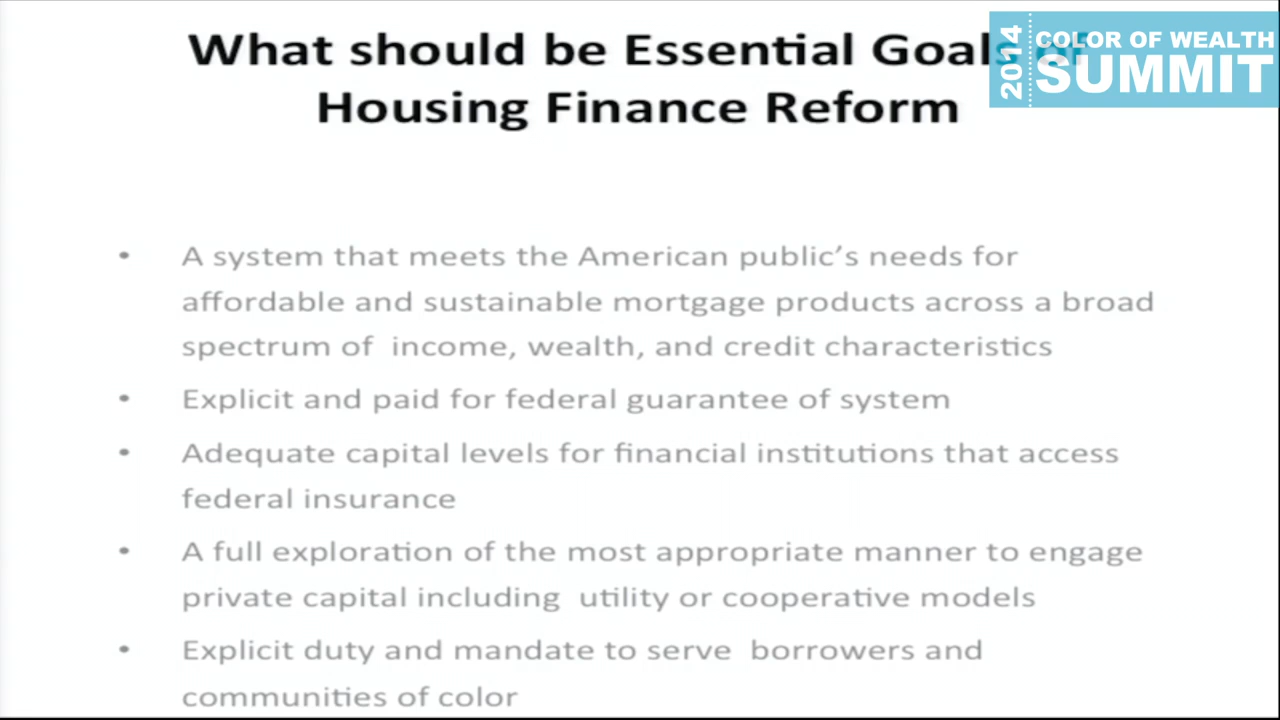 What should be Essential Goals of
Housing Finance Reform
2014
COLOR OF WEALTH
SUMMIT
• A system that meets the American public's needs for
affordable and sustainable mortgage products across a broad
spectrum of income, wealth, and credit characteristics
• Explicit and paid for federal guarantee of system
• Adequate capital levels for financial institutions that access
federal insurance
• A full exploration of the most appropriate manner to engage
private capital including utility or cooperative models
• Explicit duty and mandate to serve borrowers and
communities of color